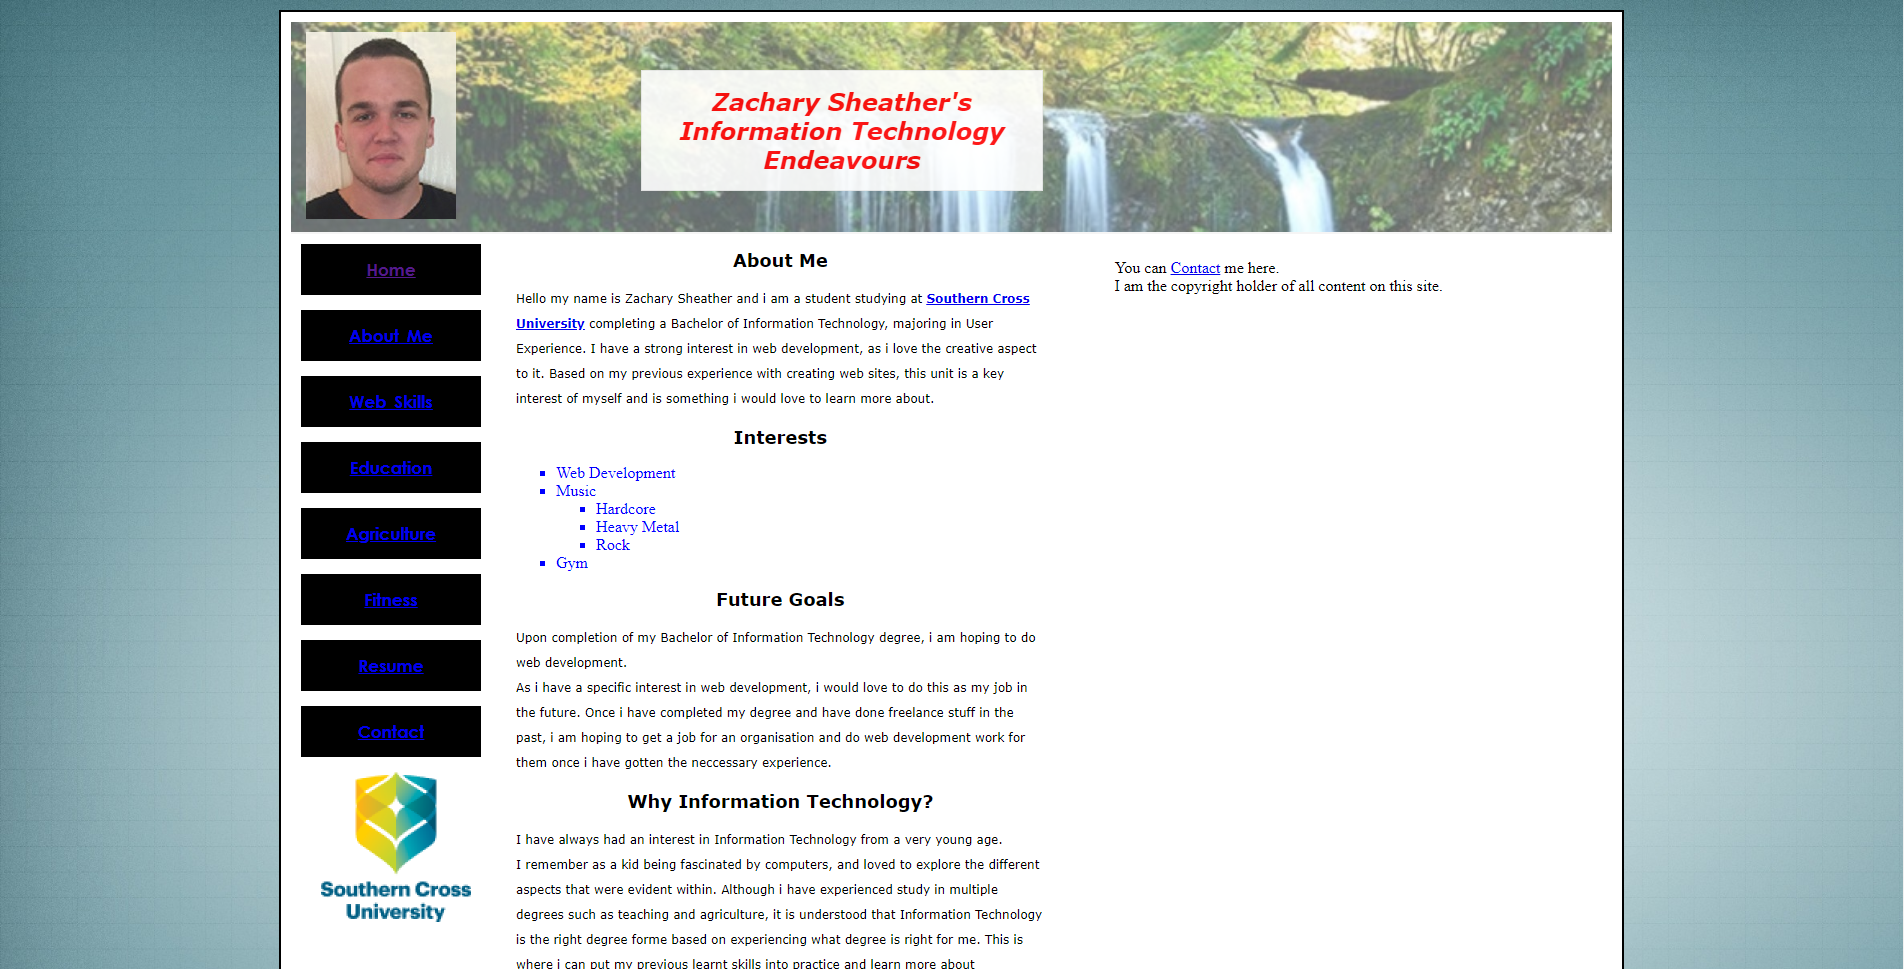 Zachary Sheather's
Information Technology
Endeavours
Home
About Me
Web Skills
Education
Agriculture
Fitness
Resume
Contact
Southern Cross
University
About Me
Hello my name is Zachary Sheather and i am a student studying at Southern Cross
University completing a Bachelor of Information Technology, majoring in User
Experience. I have a strong interest in web development, as i love the creative aspect
to it. Based on my previous experience with creating web sites, this unit is a key
interest of myself and is something i would love to learn more about.
Interests
Web Development
Music
Hardcore
Heavy Metal
Rock
Gym
Future Goals
Upon completion of my Bachelor of Information Technology degree, i am hoping to do
web development.
As i have a specific interest in web development, i would love to do this as my job in
the future. Once i have completed my degree and have done freelance stuff in the
past, i am hoping to get a job for an organisation and do web development work for
them once i have gotten the neccessary experience.
Why Information Technology?
I have always had an interest in Information Technology from a very young age.
I remember as a kid being fascinated by computers, and loved to explore the different
aspects that were evident within. Although i have experienced study in multiple
degrees such as teaching and agriculture, it is understood that Information Technology
is the right degree forme based on experiencing what degree is right for me. This is
where i can put my previous learnt skills into practice and learn more about
You can Contact me here.
I am the copyright holder of all content on this site.